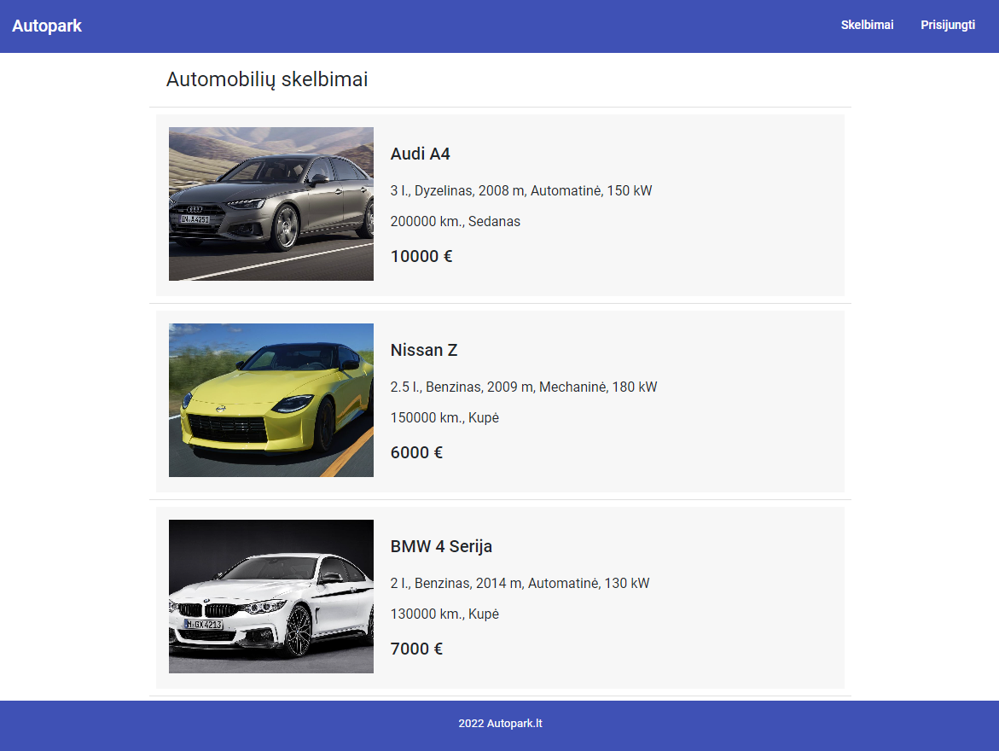 Autopark
Skelbimai
Prisijungti
Automobilių skelbimai
Audi A4
3 l., Dyzelinas, 2008 m, Automatinė, 150 kW
200000 km., Sedanas
10000 €
IN·A4251
Nissan Z
2.5 l., Benzinas, 2009 m, Mechaninė, 180 kW
150000 km., Kupė
6000 €
BMW 4 Serija
2 l., Benzinas, 2014 m, Automatinė, 130 kW
130000 km., Kupė
7000 €
M·GX 4213
2022 Autopark.lt